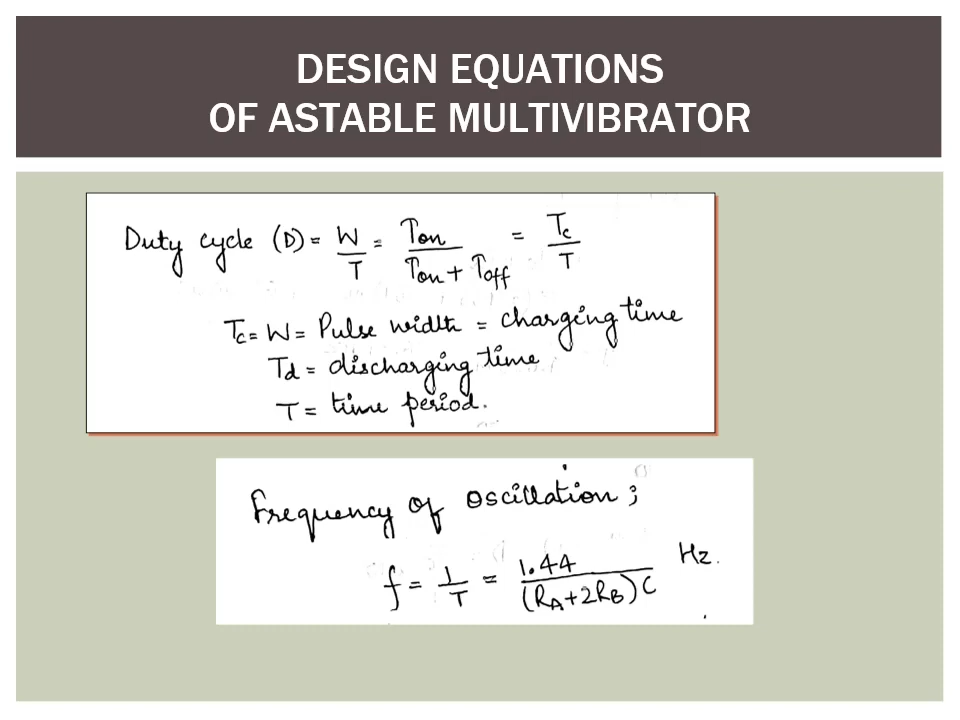 DESIGN EQUATIONS
OF ASTABLE MULTIVIBRATOR
Duty cycle (D) = W/T = Ton/(Ton + Toff) = Tc/T
Tc = W = Pulse width = charging time
Td = discharging time
T = time period.
Frequency of oscillation ;
f = 1/T = 1.44/((RA+2RB)C) Hz.